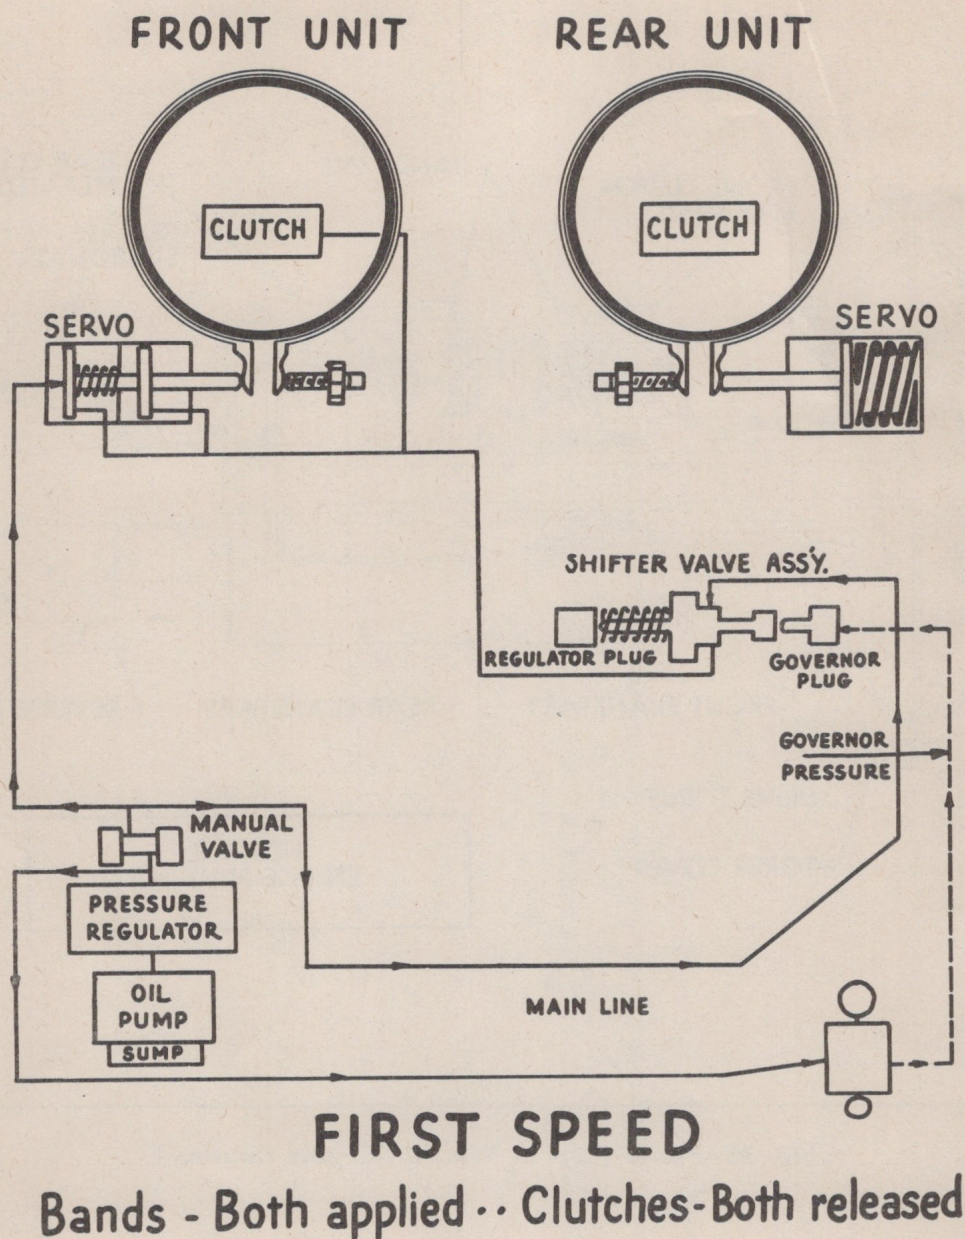 FRONT UNIT
REAR UNIT
CLUTCH
CLUTCH
SERVO
SERVO
SHIFTER VALVE ASS'Y.
REGULATOR PLUG
GOVERNOR
PLUG
GOVERNOR
PRESSURE
MANUAL
VALVE
PRESSURE
REGULATOR
OIL
PUMP
SUMP
MAIN LINE
FIRST SPEED
Bands - Both applied .. Clutches-Both released